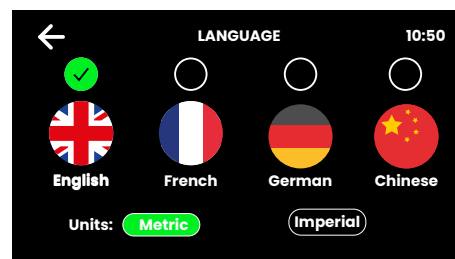 LANGUAGE 10:50
English French German Chinese
Units: Metric Imperial